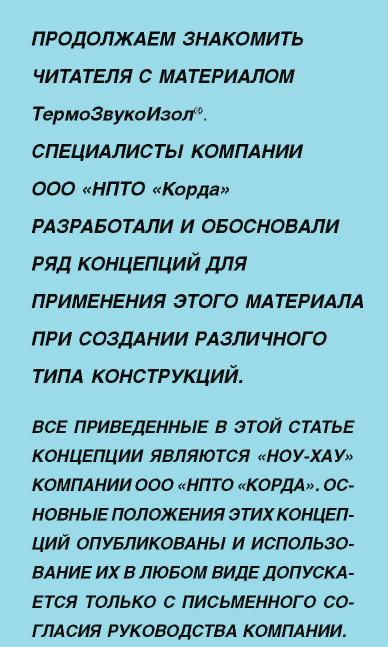 ПРОДОЛЖАЕМ ЗНАКОМИТЬ
ЧИТАТЕЛЯ С МАТЕРИАЛОМ
ТермоЗвукоИзол®.
СПЕЦИАЛИСТЫ КОМПАНИИ
ООО «НПТО «Корда»
РАЗРАБОТАЛИ И ОБОСНОВАЛИ
РЯД КОНЦЕПЦИЙ ДЛЯ
ПРИМЕНЕНИЯ ЭТОГО МАТЕРИАЛА
ПРИ СОЗДАНИИ РАЗЛИЧНОГО
ТИПА КОНСТРУКЦИЙ.
ВСЕ ПРИВЕДЕННЫЕ В ЭТОЙ СТАТЬЕ
КОНЦЕПЦИИ ЯВЛЯЮТСЯ «НОУ-ХАУ»
КОМПАНИИ ООО «НПТО «КОРДА». ОС-
НОВНЫЕ ПОЛОЖЕНИЯ ЭТИХ КОНЦЕП-
ЦИЙ ОПУБЛИКОВАНЫ И ИСПОЛЬЗО-
ВАНИЕ ИХ В ЛЮБОМ ВИДЕ ДОПУСКА-
ЕТСЯ ТОЛЬКО С ПИСЬМЕННОГО СО-
ГЛАСИЯ РУКОВОДСТВА КОМПАНИИ.